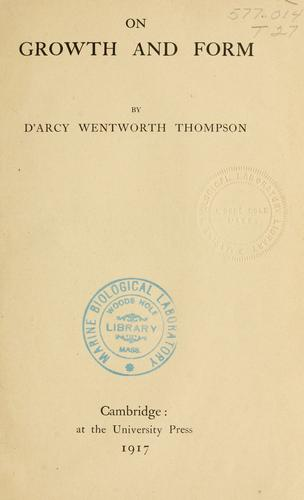 577.014
T 27
ON
GROWTH AND FORM
BY
D'ARCY WENTWORTH THOMPSON
MARINE BIOLOGICAL LABORATORY
WOODS HOLE
LIBRARY
MASS.
Cambridge:
at the University Press
1917